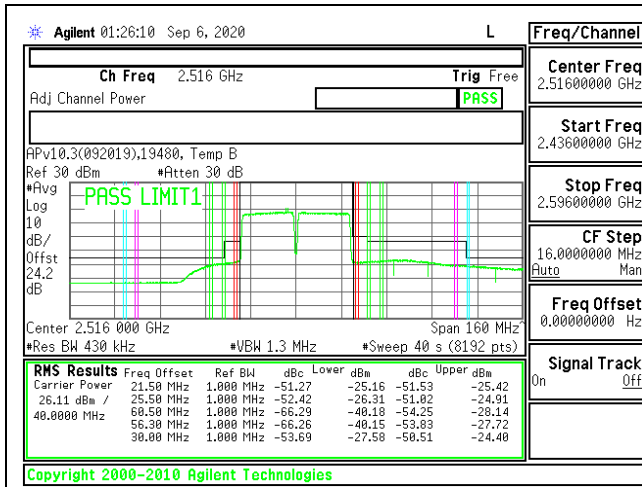 Agilent 01:26:10 Sep 6, 2020 L
Freq/Channel
Ch Freq 2.516 GHz Trig Free
Adj Channel Power PASS
Center Freq
2.51600000 GHz
Start Freq
2.43600000 GHz
Stop Freq
2.59600000 GHz
CF Step
16.0000000 MHz
Auto Man
Freq Offset
0.00000000 Hz
Signal Track
On Off
APv10.3(092019),19480, Temp B
Ref 30 dBm #Atten 30 dB
#Avg
Log
10
dB/
Offst
24.2
dB
PASS LIMIT1
Center 2.516 000 GHz Span 160 MHz^
#Res BW 430 kHz #VBW 1.3 MHz #Sweep 40 s (8192 pts)
RMS Results Freq Offset Ref BW dBc Lower dBm dBc Upper dBm
Carrier Power 21.50 MHz 1.000 MHz -51.27 -25.16 -51.53 -25.42
26.11 dBm / 25.50 MHz 1.000 MHz -52.42 -26.31 -51.02 -24.91
40.0000 MHz 60.50 MHz 1.000 MHz -66.29 -40.18 -54.25 -28.14
56.30 MHz 1.000 MHz -66.26 -40.15 -53.83 -27.72
30.00 MHz 1.000 MHz -53.69 -27.58 -50.51 -24.40
Copyright 2000-2010 Agilent Technologies